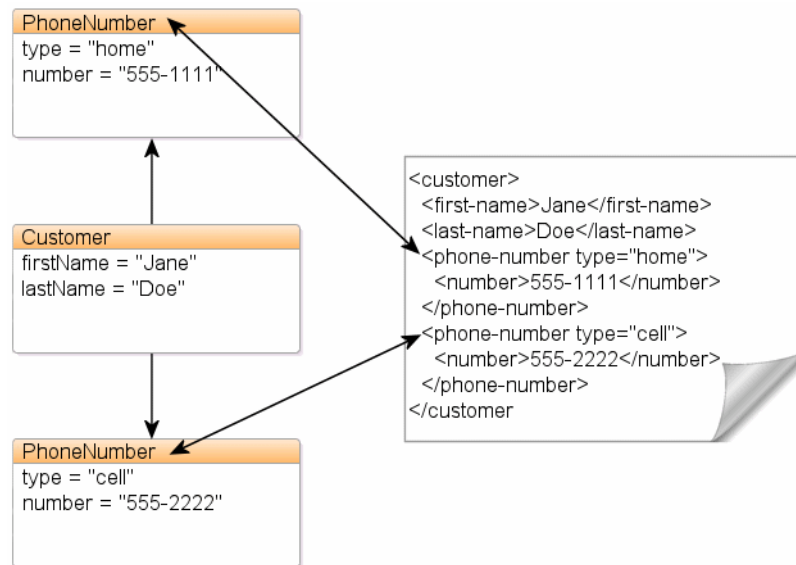 PhoneNumber
type = "home"
number = "555-1111"
Customer
firstName = "Jane"
lastName = "Doe"
PhoneNumber
type = "cell"
number = "555-2222"
<customer>
<first-name>Jane</first-name>
<last-name>Doe</last-name>
<phone-number type="home">
<number>555-1111</number>
</phone-number>
<phone-number type="cell">
<number>555-2222</number>
</phone-number>
</customer